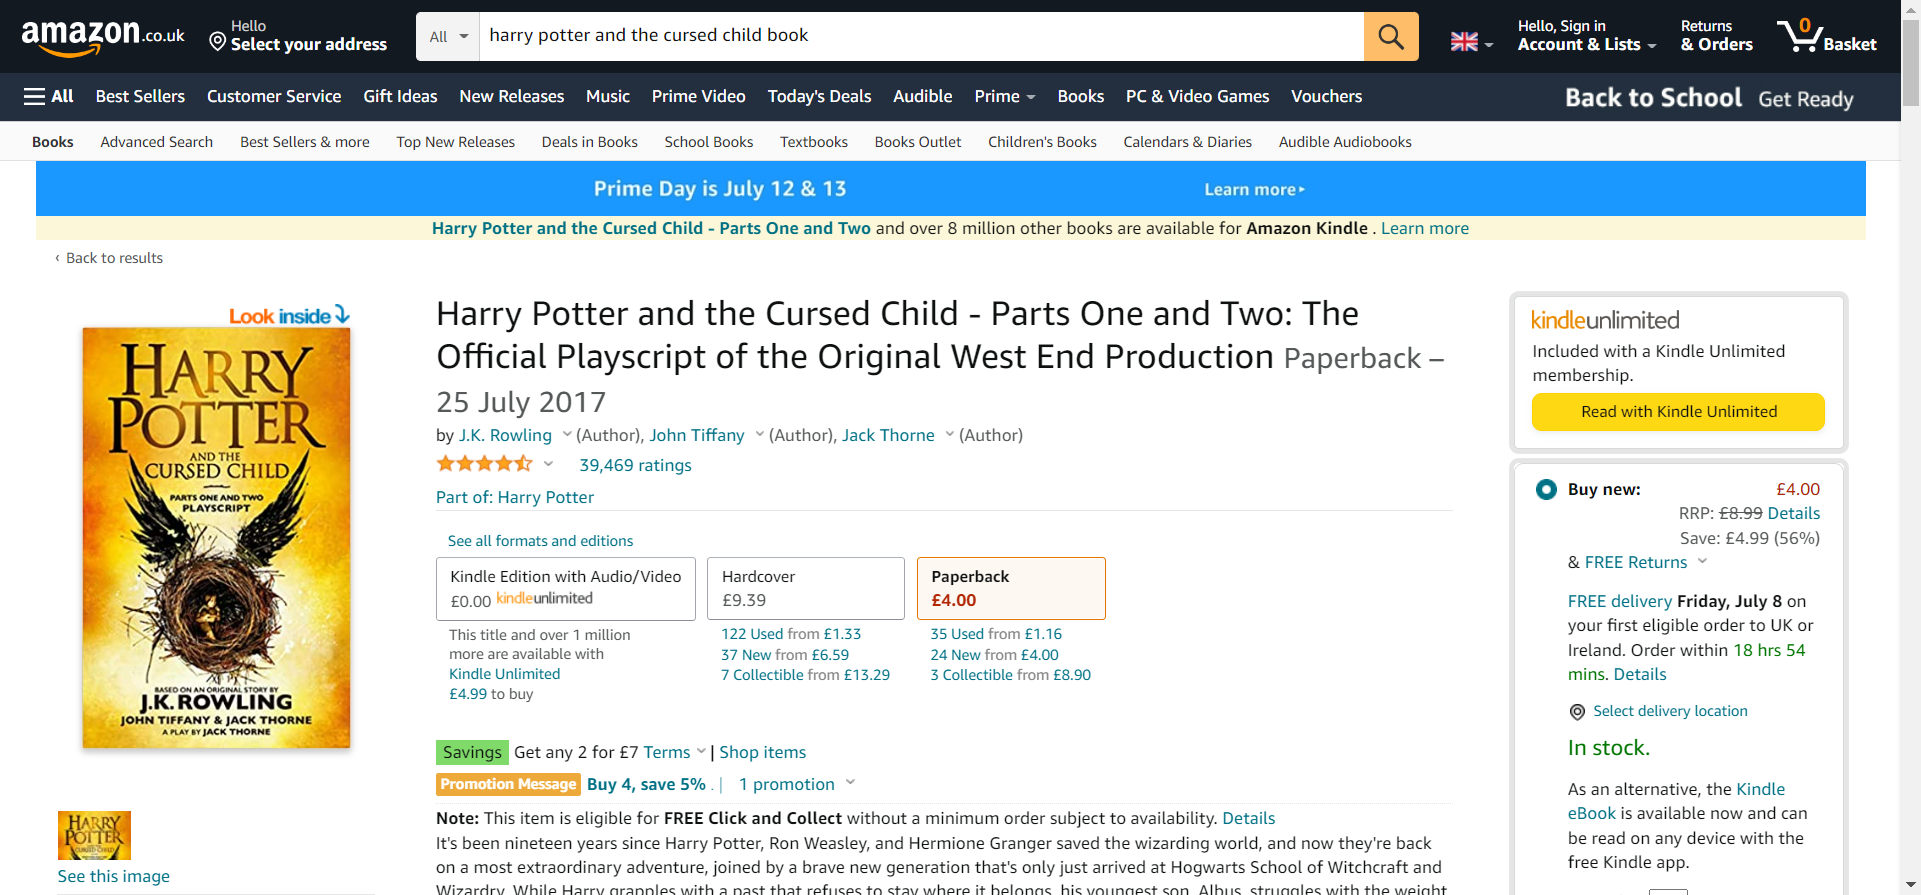 amazon.co.uk
Hello
Select your address
All
harry potter and the cursed child book
Hello, Sign in
Account & Lists
Returns
& Orders
0
Basket
All
Best Sellers
Customer Service
Gift Ideas
New Releases
Music
Prime Video
Today's Deals
Audible
Prime
Books
PC & Video Games
Vouchers
Back to School Get Ready
Books
Advanced Search
Best Sellers & more
Top New Releases
Deals in Books
School Books
Textbooks
Books Outlet
Children's Books
Calendars & Diaries
Audible Audiobooks
Prime Day is July 12 & 13
Learn more
Harry Potter and the Cursed Child - Parts One and Two and over 8 million other books are available for Amazon Kindle . Learn more
‹ Back to results
Look inside
HARRY
POTTER
AND THE
CURSED CHILD
PARTS ONE AND TWO
PLAYSCRIPT
BASED ON AN ORIGINAL STORY BY
J.K. ROWLING
JOHN TIFFANY & JACK THORNE
A PLAY BY JACK THORNE
HARRY
POTTER
See this image
Harry Potter and the Cursed Child - Parts One and Two: The
Official Playscript of the Original West End Production Paperback –
25 July 2017
by J.K. Rowling (Author), John Tiffany (Author), Jack Thorne (Author)
39,469 ratings
Part of: Harry Potter
See all formats and editions
Kindle Edition with Audio/Video
£0.00 kindleunlimited
This title and over 1 million
more are available with
Kindle Unlimited
£4.99 to buy
Hardcover
£9.39
122 Used from £1.33
37 New from £6.59
7 Collectible from £13.29
Paperback
£4.00
35 Used from £1.16
24 New from £4.00
3 Collectible from £8.90
Savings Get any 2 for £7 Terms | Shop items
Promotion Message Buy 4, save 5% . | 1 promotion
Note: This item is eligible for FREE Click and Collect without a minimum order subject to availability. Details
It's been nineteen years since Harry Potter, Ron Weasley, and Hermione Granger saved the wizarding world, and now they're back
on a most extraordinary adventure, joined by a brave new generation that's only just arrived at Hogwarts School of Witchcraft and
Wizardry. While Harry grapples with a past that refuses to stay where it belongs, his youngest son, Albus, struggles with the weight
kindleunlimited
Included with a Kindle Unlimited
membership.
Read with Kindle Unlimited
Buy new:
£4.00
RRP: £8.99 Details
Save: £4.99 (56%)
& FREE Returns
FREE delivery Friday, July 8 on
your first eligible order to UK or
Ireland. Order within 18 hrs 54
mins. Details
Select delivery location
In stock.
As an alternative, the Kindle
eBook is available now and can
be read on any device with the
free Kindle app.